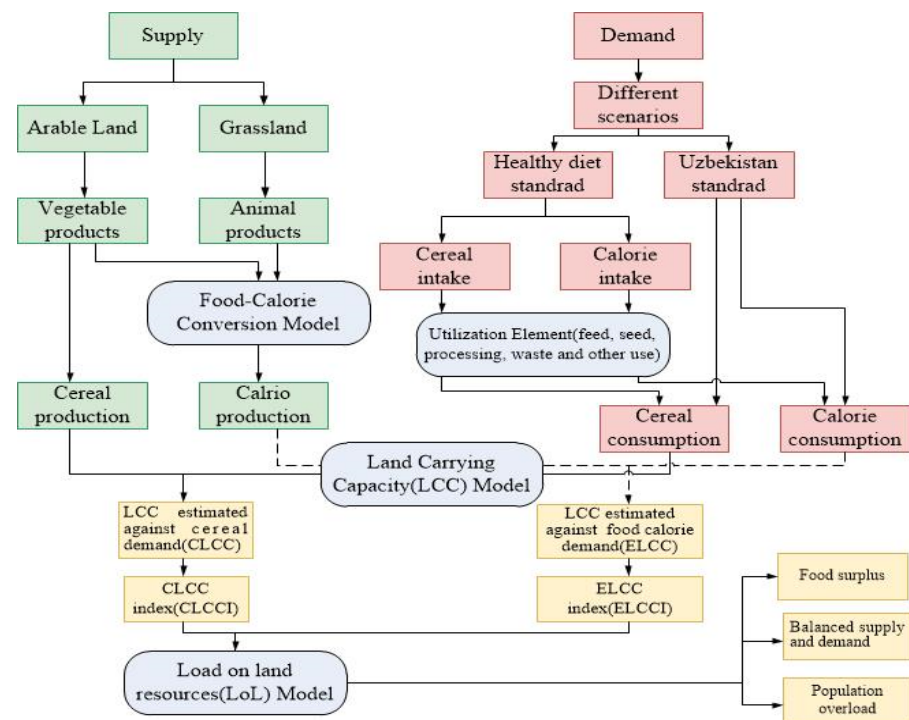 Supply
Demand
Different
scenarios
Arable Land
Grassland
Healthy diet
standrad
Uzbekistan
standrad
Vegetable
products
Animal
products
Cereal
intake
Calorie
intake
Food-Calorie
Conversion Model
Utilization Element(feed, seed,
processing, waste and other use)
Cereal
production
Calrio
production
Cereal
consumption
Calorie
consumption
Land Carrying
Capacity(LCC) Model
LCC estimated
against cereal
demand(CLCC)
LCC estimated
against food calorie
demand(ELCC)
CLCC
index(CLCCI)
ELCC
index(ELCCI)
Food surplus
Balanced supply
and demand
Load on land
resources(LoL) Model
Population
overload